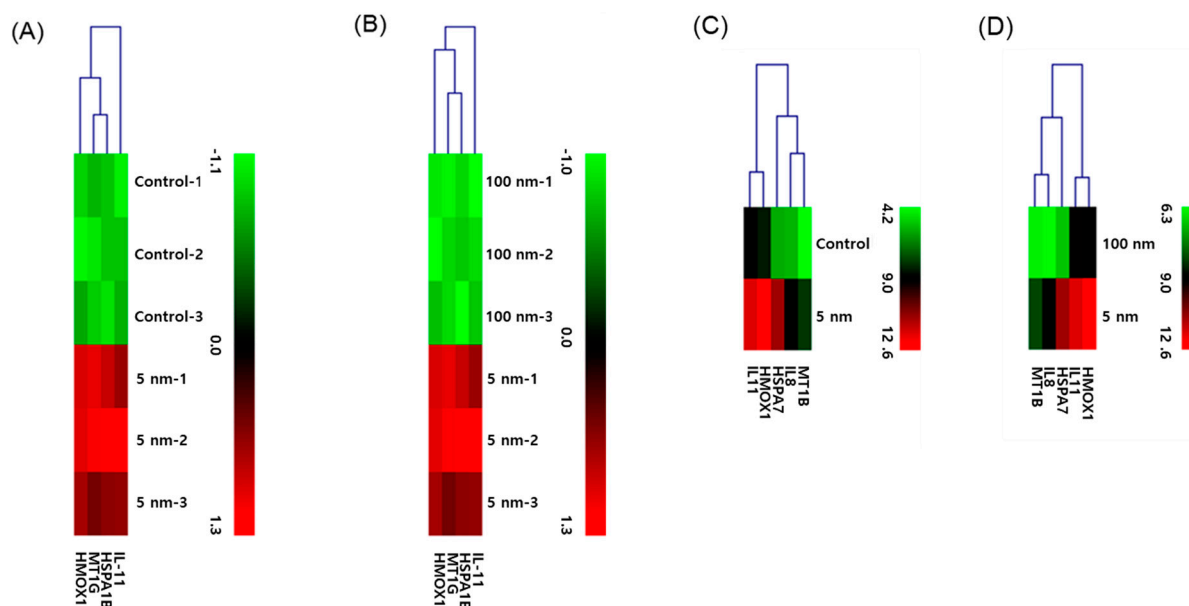 (A)
Control-1
Control-2
Control-3
5 nm-1
5 nm-2
5 nm-3
-1.1
0.0
1.3
HMOX1
MT1G
HSPA1B
IL-11
(B)
100 nm-1
100 nm-2
100 nm-3
5 nm-1
5 nm-2
5 nm-3
-1.0
0.0
1.3
HMOX1
MT1G
HSPA1B
IL-11
(C)
Control
5 nm
4.2
9.0
12.6
IL11
HMOX1
HSPA7
IL8
MT1B
(D)
100 nm
5 nm
6.3
9.0
12.6
MT1B
IL8
HSPA7
IL11
HMOX1